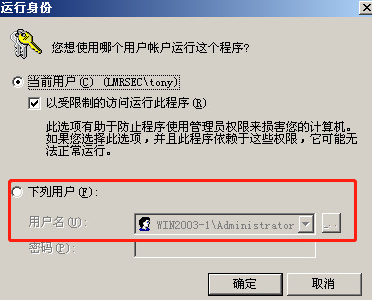 运行身份
您想使用哪个用户帐户运行这个程序?
当前用户(C) (LMRSEC\tony)
以受限制的访问运行此程序(R)
此选项有助于防止程序使用管理员权限来损害您的计算机。
如果您选择此选项，并且此程序依赖于这些权限，它可能无
法正常运行。
下列用户(F):
用户名(U): WIN2003-1\Administrator ...
密码(P):
确定 取消